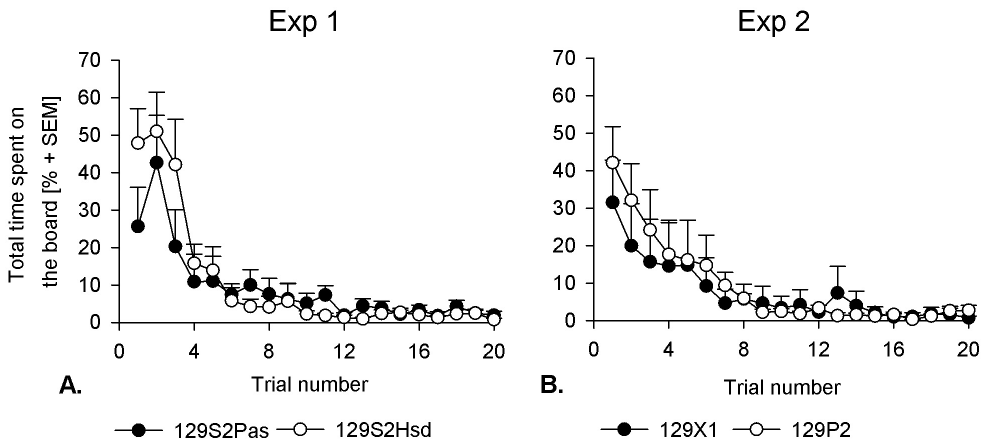 Exp 1
Exp 2
Total time spent on
the board [% + SEM]
70
60
50
40
30
20
10
0
0 4 8 12 16 20
Trial number
A.
129S2Pas 129S2Hsd
70
60
50
40
30
20
10
0
0 4 8 12 16 20
Trial number
B.
129X1 129P2